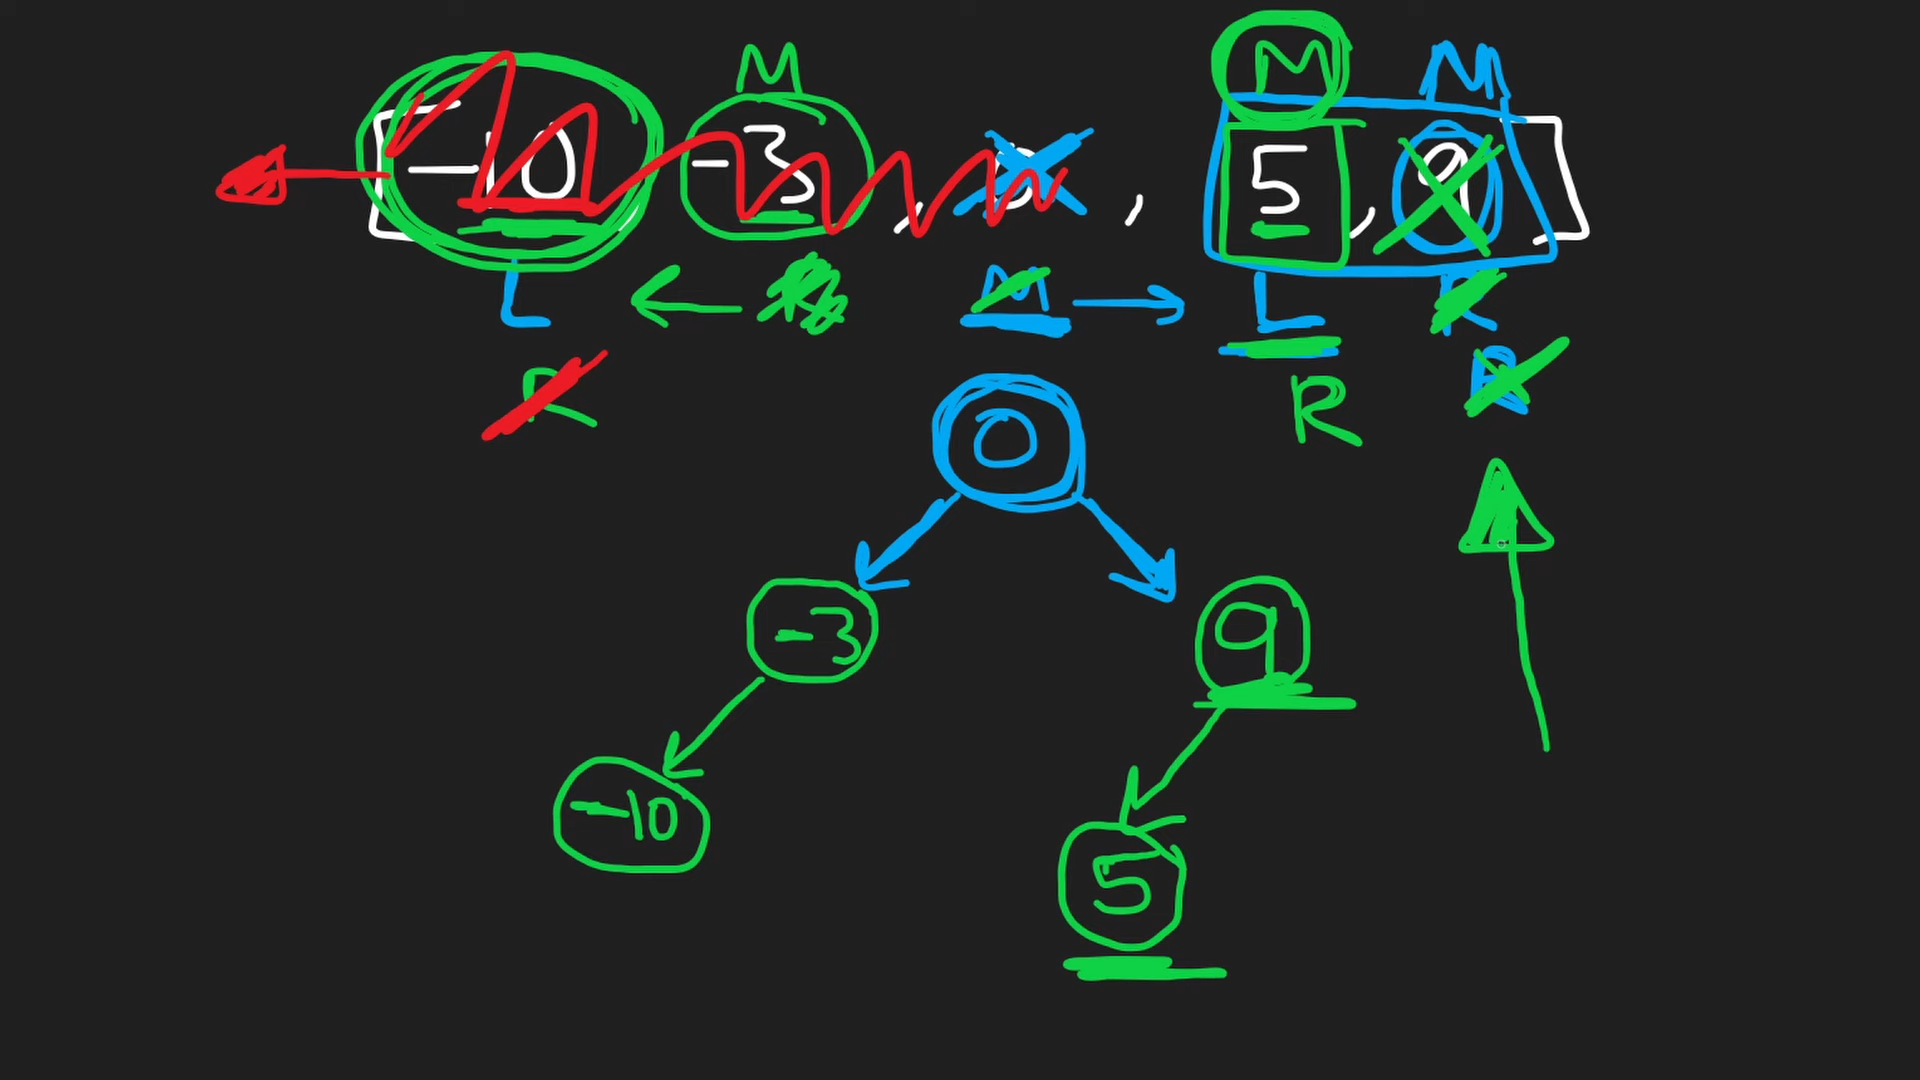 M M M
[-10 -3 , 0 , 5 , 9 ]
L M L R
R R R
0
-3 9
-10
5